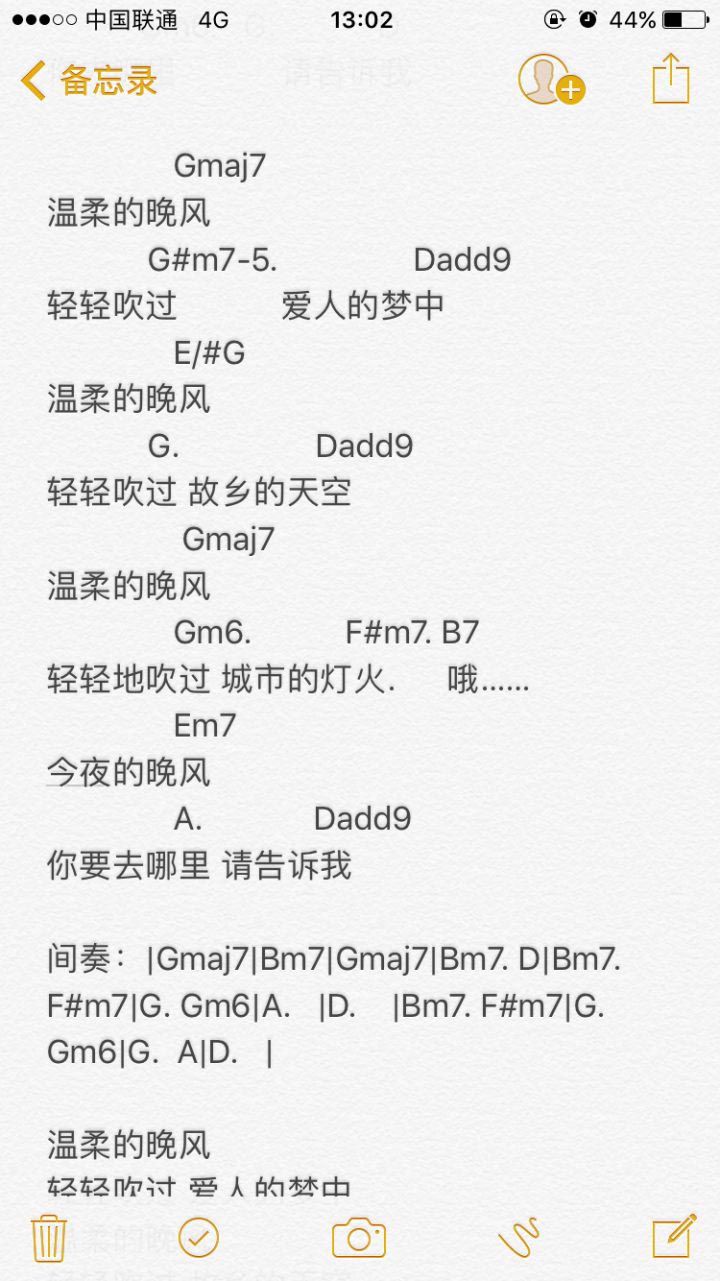 中国联通 4G 13:02 44%
备忘录
Gmaj7
温柔的晚风
G#m7-5. Dadd9
轻轻吹过 爱人的梦中
E/#G
温柔的晚风
G. Dadd9
轻轻吹过 故乡的天空
Gmaj7
温柔的晚风
Gm6. F#m7. B7
轻轻地吹过 城市的灯火. 哦……
Em7
今夜的晚风
A. Dadd9
你要去哪里 请告诉我
间奏：|Gmaj7|Bm7|Gmaj7|Bm7. D|Bm7.
F#m7|G. Gm6|A. |D. |Bm7. F#m7|G.
Gm6|G. A|D. |
温柔的晚风
轻轻吹过 爱人的梦中